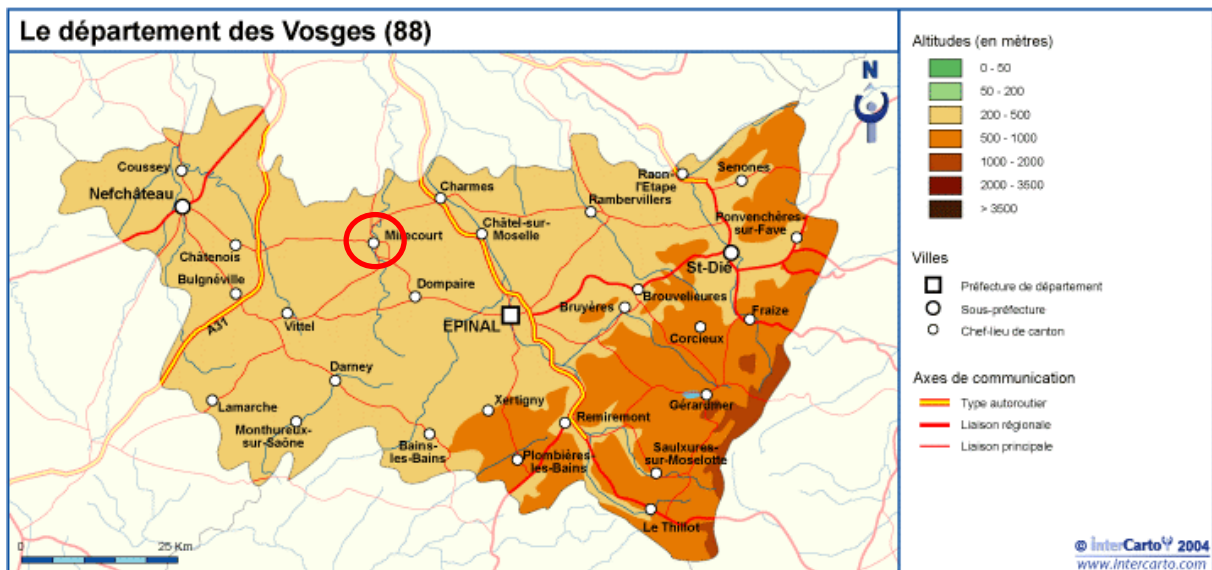 Le département des Vosges (88)
N
Coussey
Nefchâteau
Châtenois
Bulgnéville
A31
Vittel
Mirecourt
Charmes
Châtel-sur-
Moselle
Dompaire
EPINAL
Darney
Lamarche
Monthureux-
sur-Saône
Bains-
les-Bains
Xertigny
Plombières-
les-Bains
Remiremont
Rambervillers
Raon-
l'Etape
Senones
Ponvenchères-
sur-Fave
St-Dié
Bruyères
Brouvelieures
Fraize
Corcieux
Gérardmer
Saulxures-
sur-Moselotte
Le Thillot
0
25 Km
Altitudes (en mètres)
0 - 50
50 - 200
200 - 500
500 - 1000
1000 - 2000
2000 - 3500
> 3500
Villes
Préfecture de département
Sous-préfecture
Chef-lieu de canton
Axes de communication
Type autoroutier
Liaison régionale
Liaison principale
© interCarto 2004
www.intercarto.com